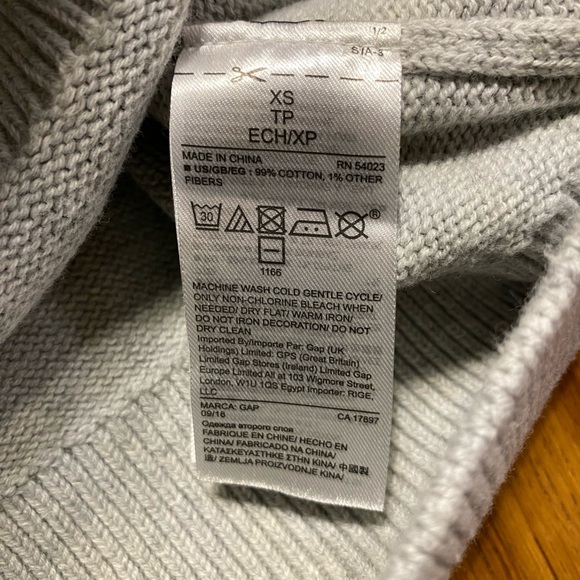 1/2
S/A-8
XS
TP
ECH/XP
MADE IN CHINA RN 54023
■ US/GB/EG : 99% COTTON, 1% OTHER
FIBERS
30 ®
1166
MACHINE WASH COLD GENTLE CYCLE/
ONLY NON-CHLORINE BLEACH WHEN
NEEDED/ DRY FLAT/ WARM IRON/
DO NOT IRON DECORATION/ DO NOT
DRY CLEAN
Imported By/Importe Par: Gap (UK
Holdings) Limited: GPS (Great Britain)
Limited Gap Stores (Ireland) Limited Gap
Europe Limited All at 103 Wigmore Street,
London, W1U 1QS Egypt Importer: RIGE,
LLC
MARCA: GAP CA 17897
09/16
Одежда второго слоя
FABRIQUE EN CHINE/ HECHO EN
CHINA/ FABRICADO NA CHINA/
ΚΑΤΑΣΚΕΥΑΣΤΗΚΕ ΣΤΗΝ ΚΙΝΑ/ 中國製
造/ ZEMLJA PROIZVODNJE KINA/